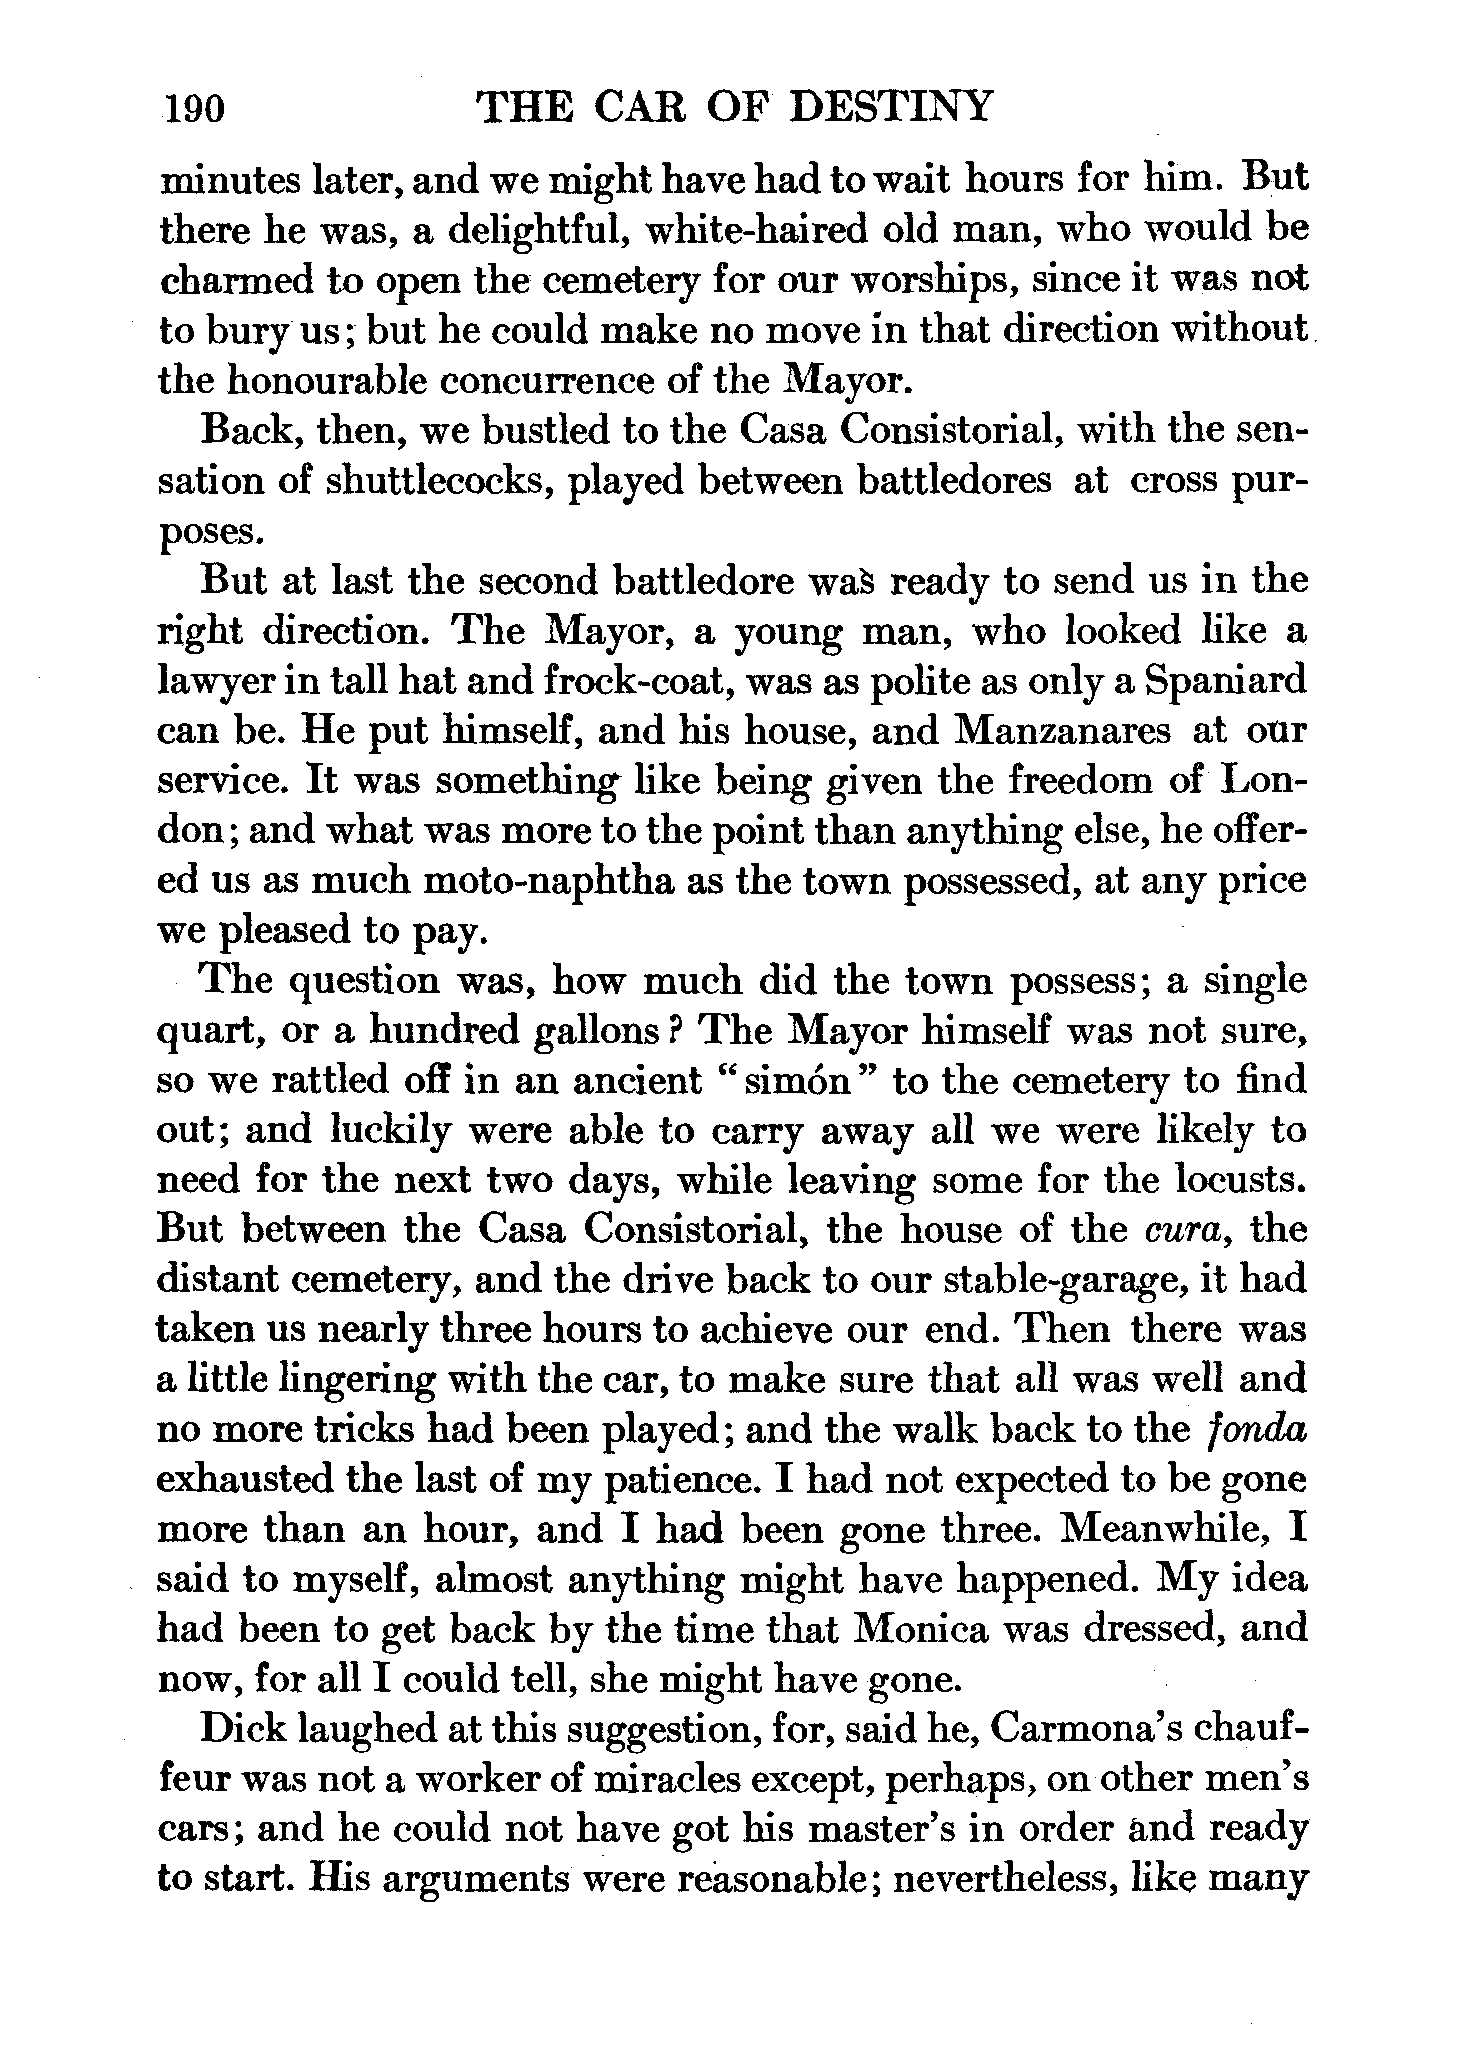 190 THE CAR OF DESTINY
minutes later, and we might have had to wait hours for him. But
there he was, a delightful, white-haired old man, who would be
charmed to open the cemetery for our worships, since it was not
to bury us; but he could make no move in that direction without
the honourable concurrence of the Mayor.
Back, then, we bustled to the Casa Consistorial, with the sen-
sation of shuttlecocks, played between battledores at cross pur-
poses.
But at last the second battledore was ready to send us in the
right direction. The Mayor, a young man, who looked like a
lawyer in tall hat and frock-coat, was as polite as only a Spaniard
can be. He put himself, and his house, and Manzanares at our
service. It was something like being given the freedom of Lon-
don; and what was more to the point than anything else, he offer-
ed us as much moto-naphtha as the town possessed, at any price
we pleased to pay.
The question was, how much did the town possess; a single
quart, or a hundred gallons? The Mayor himself was not sure,
so we rattled off in an ancient "simón" to the cemetery to find
out; and luckily were able to carry away all we were likely to
need for the next two days, while leaving some for the locusts.
But between the Casa Consistorial, the house of the cura, the
distant cemetery, and the drive back to our stable-garage, it had
taken us nearly three hours to achieve our end. Then there was
a little lingering with the car, to make sure that all was well and
no more tricks had been played; and the walk back to the fonda
exhausted the last of my patience. I had not expected to be gone
more than an hour, and I had been gone three. Meanwhile, I
said to myself, almost anything might have happened. My idea
had been to get back by the time that Monica was dressed, and
now, for all I could tell, she might have gone.
Dick laughed at this suggestion, for, said he, Carmona's chauf-
feur was not a worker of miracles except, perhaps, on other men's
cars; and he could not have got his master's in order and ready
to start. His arguments were reasonable; nevertheless, like many